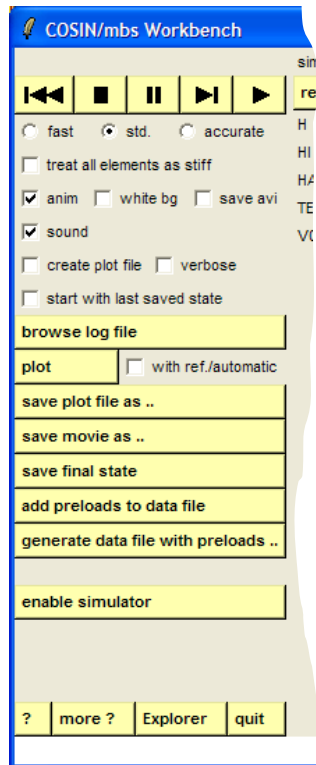 COSIN/mbs Workbench
sim
re
fast std. accurate
H
treat all elements as stiff
HI
HA
anim white bg save avi
TE
sound
VO
create plot file verbose
start with last saved state
browse log file
plot with ref./automatic
save plot file as ..
save movie as ..
save final state
add preloads to data file
generate data file with preloads ..
enable simulator
? more ? Explorer quit